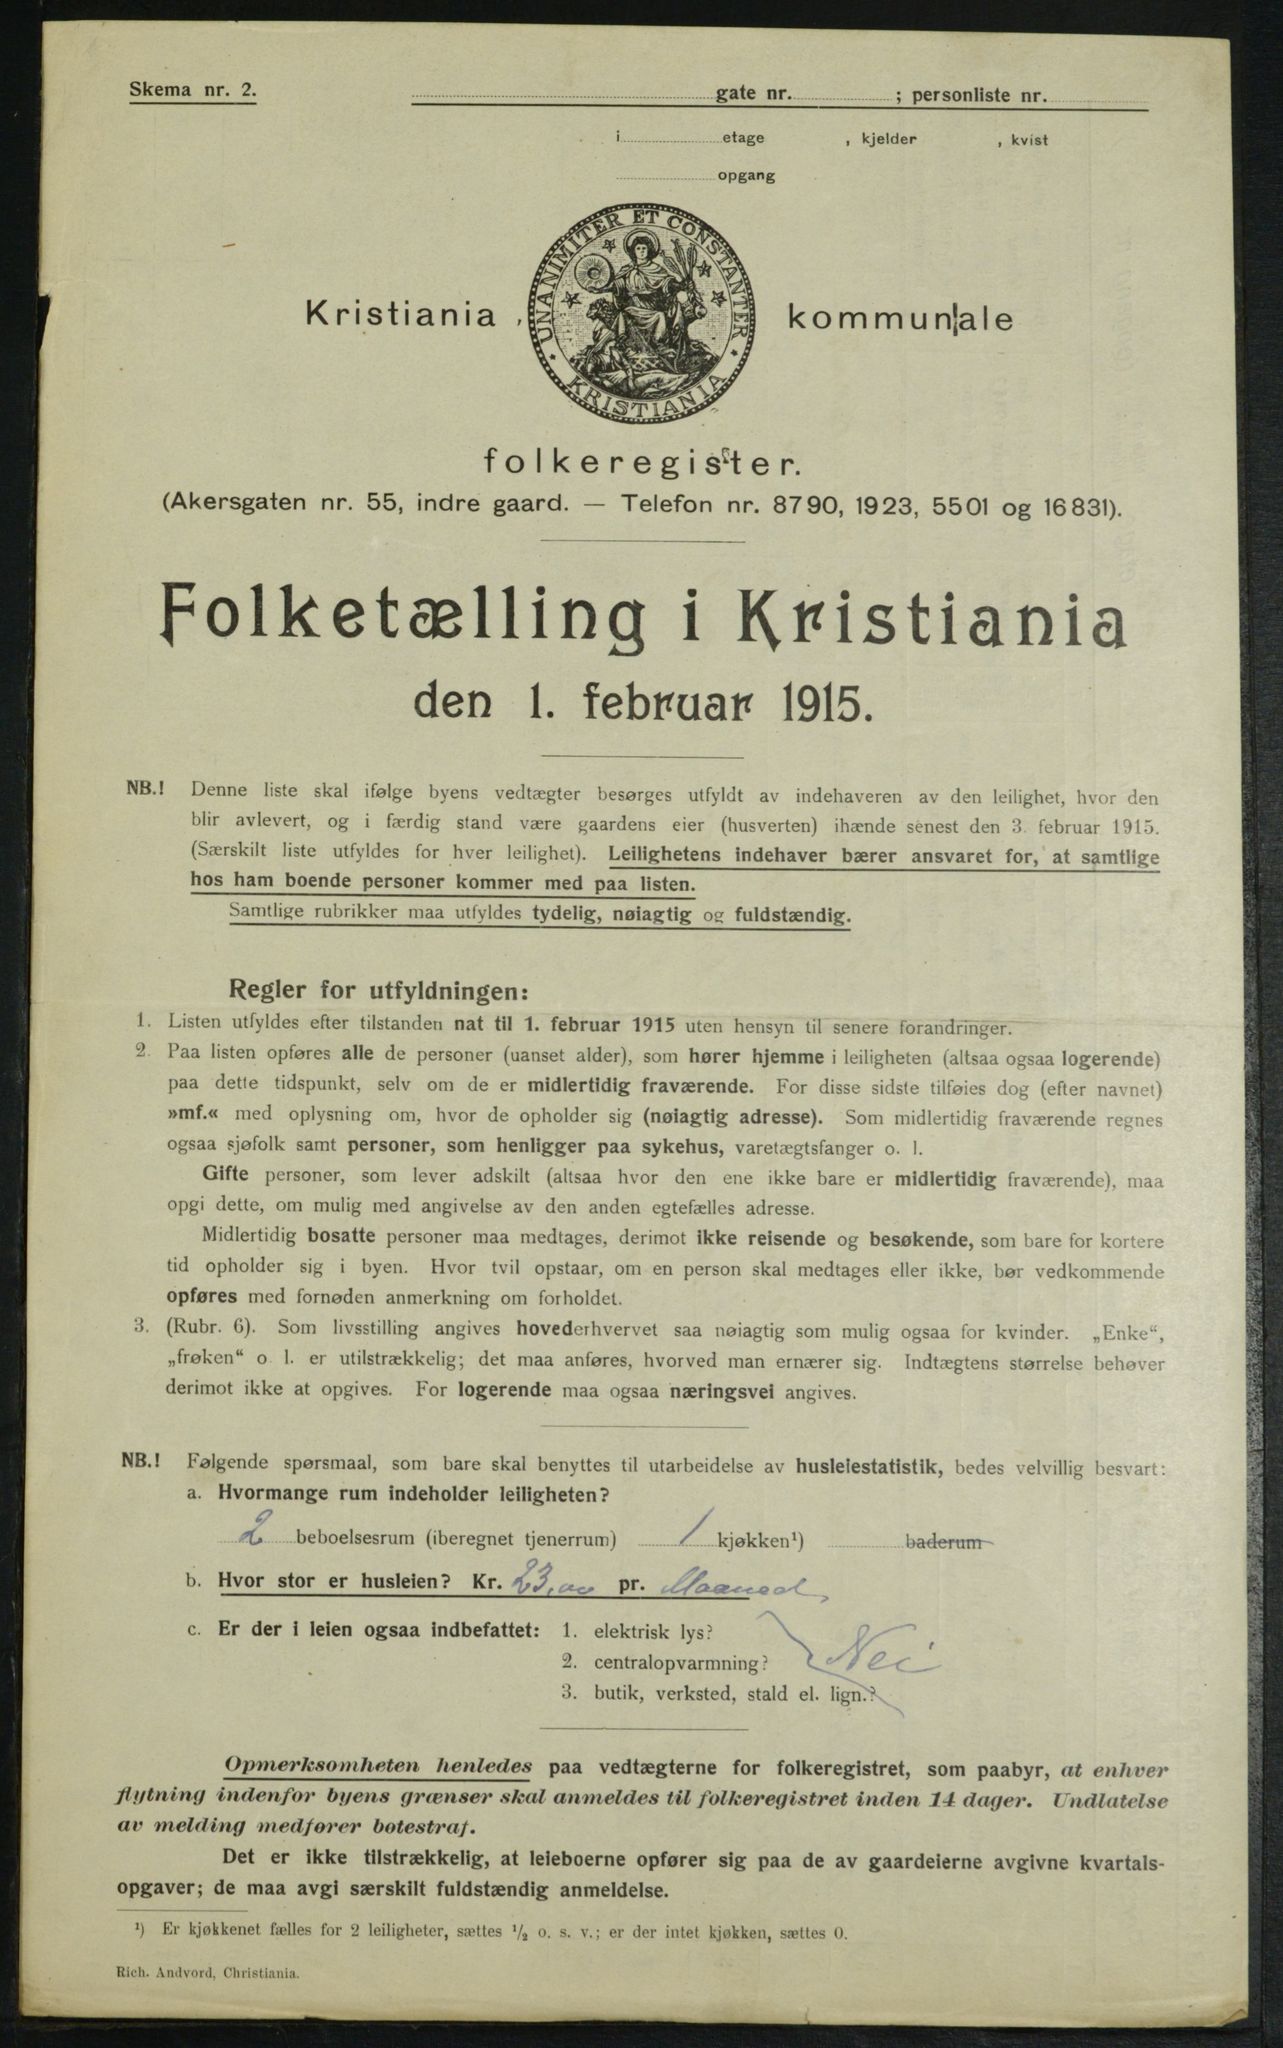 Skema nr. 2.
gate nr. ; personliste nr.
i etage , kjelder , kvist
opgang
UNANIMITER ET CONSTANTER
KRISTIANIA
Kristiania kommunale
folkeregister.
(Akersgaten nr. 55, indre gaard. — Telefon nr. 8790, 1923, 5501 og 16831).
Folketælling i Kristiania
den 1. februar 1915.
NB.! Denne liste skal ifølge byens vedtægter besørges utfyldt av indehaveren av den leilighet, hvor den
blir avlevert, og i færdig stand være gaardens eier (husverten) ihænde senest den 3. februar 1915.
(Særskilt liste utfyldes for hver leilighet). Leilighetens indehaver bærer ansvaret for, at samtlige
hos ham boende personer kommer med paa listen.
Samtlige rubrikker maa utfyldes tydelig, nøiagtig og fuldstændig.
Regler for utfyldningen:
1. Listen utfyldes efter tilstanden nat til 1. februar 1915 uten hensyn til senere forandringer.
2. Paa listen opføres alle de personer (uanset alder), som hører hjemme i leiligheten (altsaa ogsaa logerende)
paa dette tidspunkt, selv om de er midlertidig fraværende. For disse sidste tilføies dog (efter navnet)
»mf.« med oplysning om, hvor de opholder sig (nøiagtig adresse). Som midlertidig fraværende regnes
ogsaa sjøfolk samt personer, som henligger paa sykehus, varetægtsfanger o. l.
Gifte personer, som lever adskilt (altsaa hvor den ene ikke bare er midlertidig fraværende), maa
opgi dette, om mulig med angivelse av den anden egtefælles adresse.
Midlertidig bosatte personer maa medtages, derimot ikke reisende og besøkende, som bare for kortere
tid opholder sig i byen. Hvor tvil opstaar, om en person skal medtages eller ikke, bør vedkommende
opføres med fornøden anmerkning om forholdet.
3. (Rubr. 6). Som livsstilling angives hovederhvervet saa nøiagtig som mulig ogsaa for kvinder. „Enke“,
„frøken“ o l. er utilstrækkelig; det maa anføres, hvorved man ernærer sig. Indtægtens størrelse behøver
derimot ikke at opgives. For logerende maa ogsaa næringsvei angives.
NB.! Følgende spørsmaal, som bare skal benyttes til utarbeidelse av husleiestatistik, bedes velvillig besvart:
a. Hvormange rum indeholder leiligheten?
2 beboelsesrum (iberegnet tjenerrum) 1 kjøkken¹) baderum
b. Hvor stor er husleien? Kr. 23,00 pr. Maaned
c. Er der i leien ogsaa indbefattet: 1. elektrisk lys?
2. centralopvarmning? Nei
3. butik, verksted, stald el. lign.?
Opmerksomheten henledes paa vedtægterne for folkeregistret, som paabyr, at enhver
flytning indenfor byens grænser skal anmeldes til folkeregistret inden 14 dager. Undlatelse
av melding medfører botestraf.
Det er ikke tilstrækkelig, at leieboerne opfører sig paa de av gaardeierne avgivne kvartals-
opgaver; de maa avgi særskilt fuldstændig anmeldelse.
¹) Er kjøkkenet fælles for 2 leiligheter, sættes ½ o. s. v.; er der intet kjøkken, sættes 0.
Rich. Andvord, Christiania.